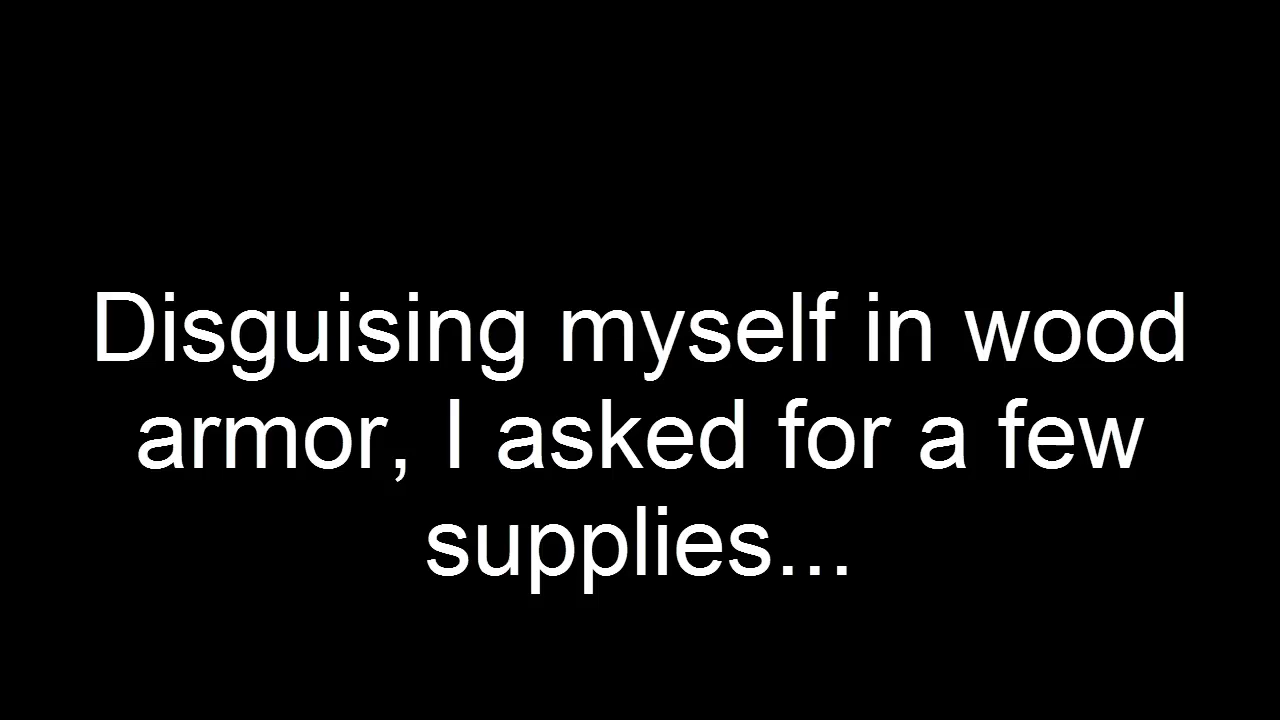 Disguising myself in wood
armor, I asked for a few
supplies...